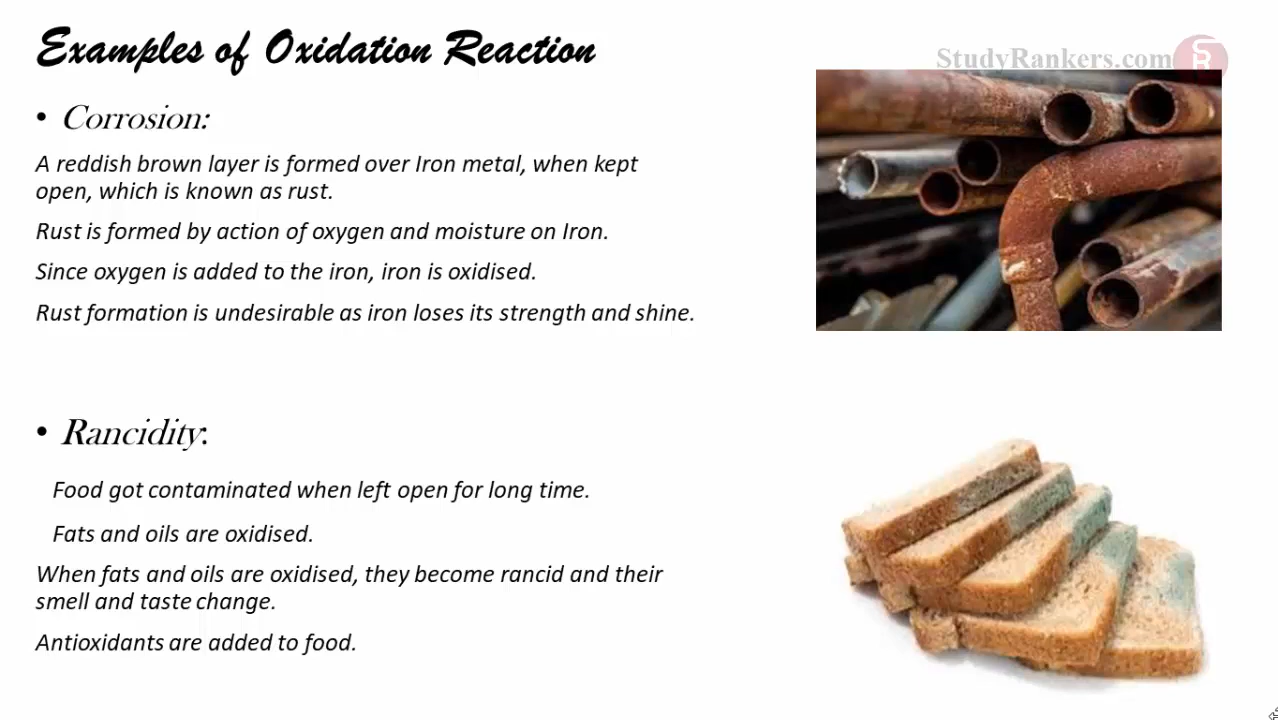 Examples of Oxidation Reaction
StudyRankers.com
SR
• Corrosion:
A reddish brown layer is formed over Iron metal, when kept
open, which is known as rust.
Rust is formed by action of oxygen and moisture on Iron.
Since oxygen is added to the iron, iron is oxidised.
Rust formation is undesirable as iron loses its strength and shine.
• Rancidity:
Food got contaminated when left open for long time.
Fats and oils are oxidised.
When fats and oils are oxidised, they become rancid and their
smell and taste change.
Antioxidants are added to food.